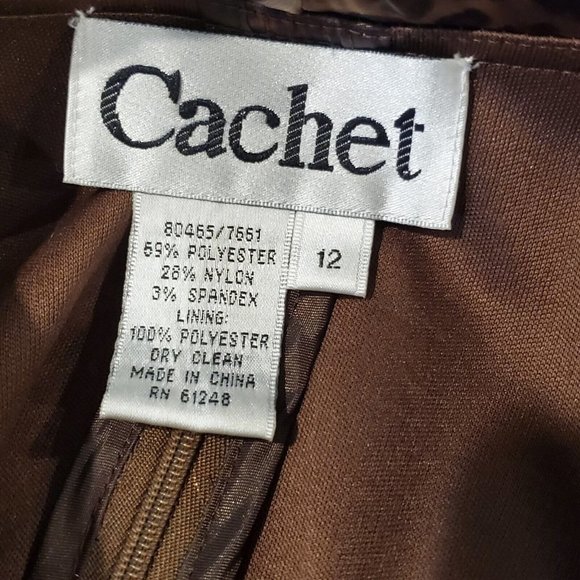 Cachet
80465/7661
69% POLYESTER
28% NYLON
3% SPANDEX
LINING:
100% POLYESTER
DRY CLEAN
MADE IN CHINA
RN 61248
12